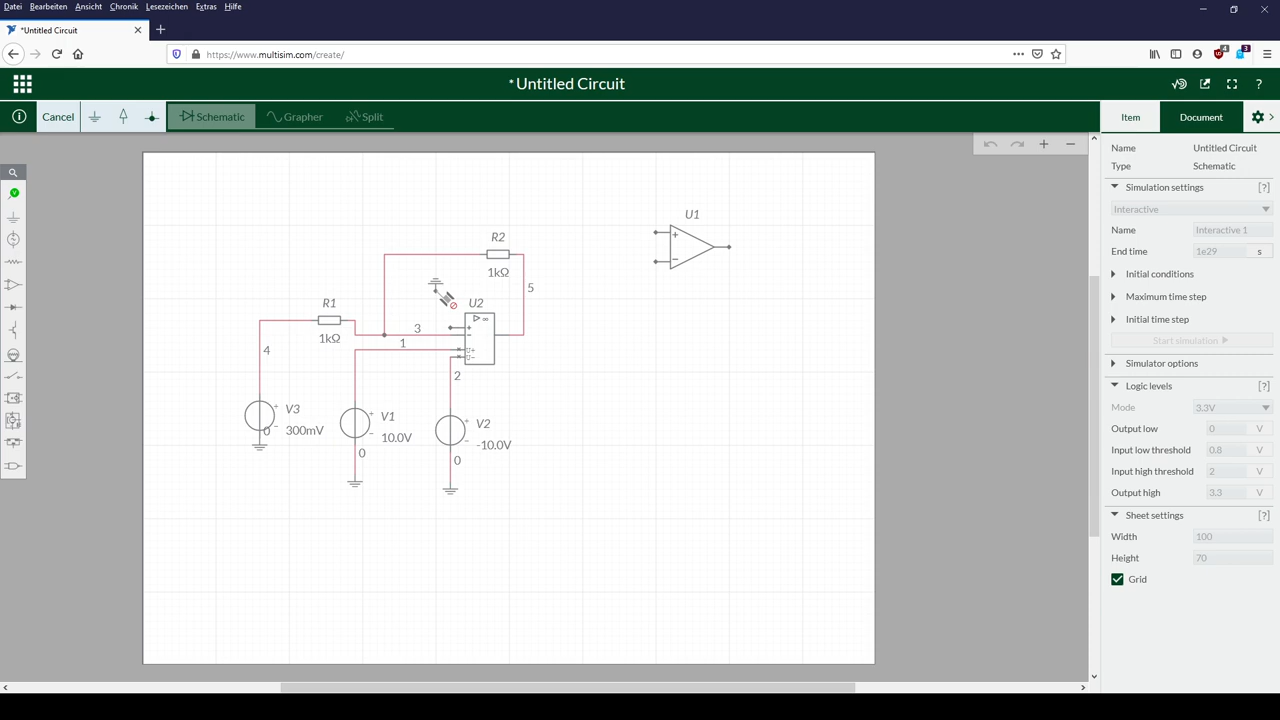 Datei Bearbeiten Ansicht Chronik Lesezeichen Extras Hilfe
*Untitled Circuit
https://www.multisim.com/create/
4
3
*Untitled Circuit
Cancel
Schematic
Grapher
Split
Item
Document
Name Untitled Circuit
Type Schematic
Simulation settings [?]
Interactive
Name Interactive 1
End time 1e29 s
Initial conditions
Maximum time step
Initial time step
Start simulation
Simulator options
Logic levels [?]
Mode 3.3V
Output low 0 V
Input low threshold 0.8 V
Input high threshold 2 V
Output high 3.3 V
Sheet settings [?]
Width 100
Height 70
Grid
U1
+
−
R2
1kΩ
5
R1
1kΩ
U2
∞
+
−
U+
U−
3
1
4
2
V3
300mV
+
−
0
V1
10.0V
+
−
0
V2
-10.0V
+
−
0